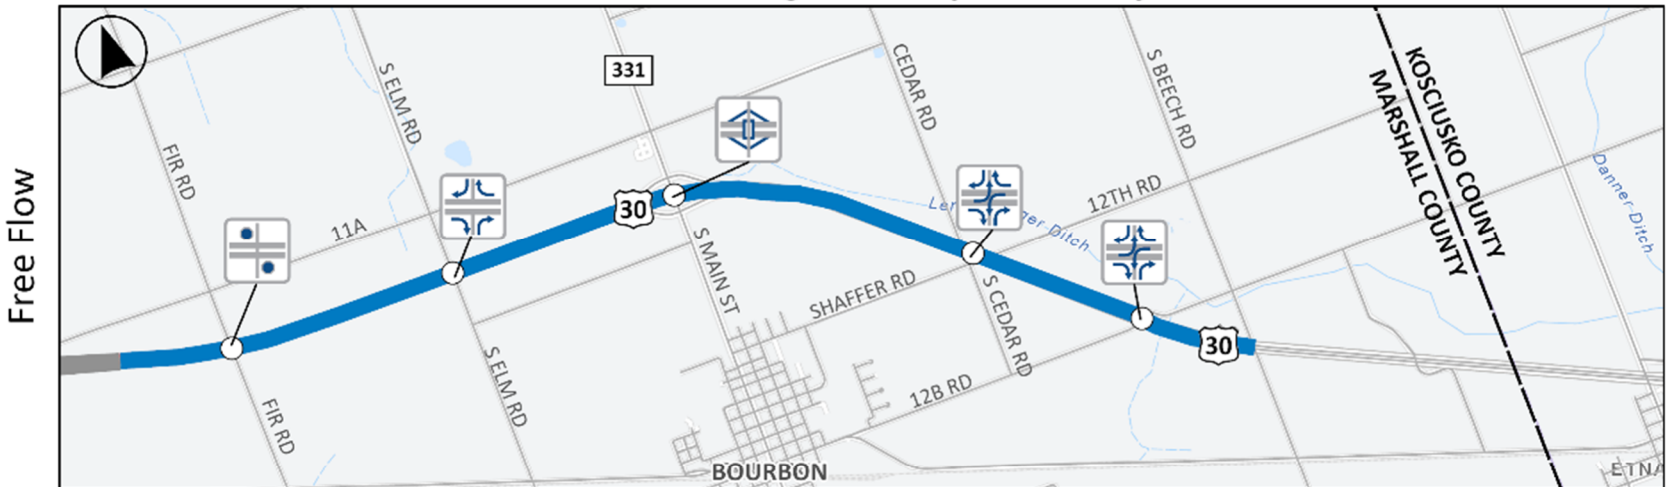 Free Flow
331
CEDAR RD
S BEECH RD
KOSCIUSKO COUNTY
MARSHALL COUNTY
S ELM RD
FIR RD
11A
30
12TH RD
Danner-Ditch
S MAIN ST
SHAFFER RD
S CEDAR RD
30
S ELM RD
12B RD
FIR RD
BOURBON